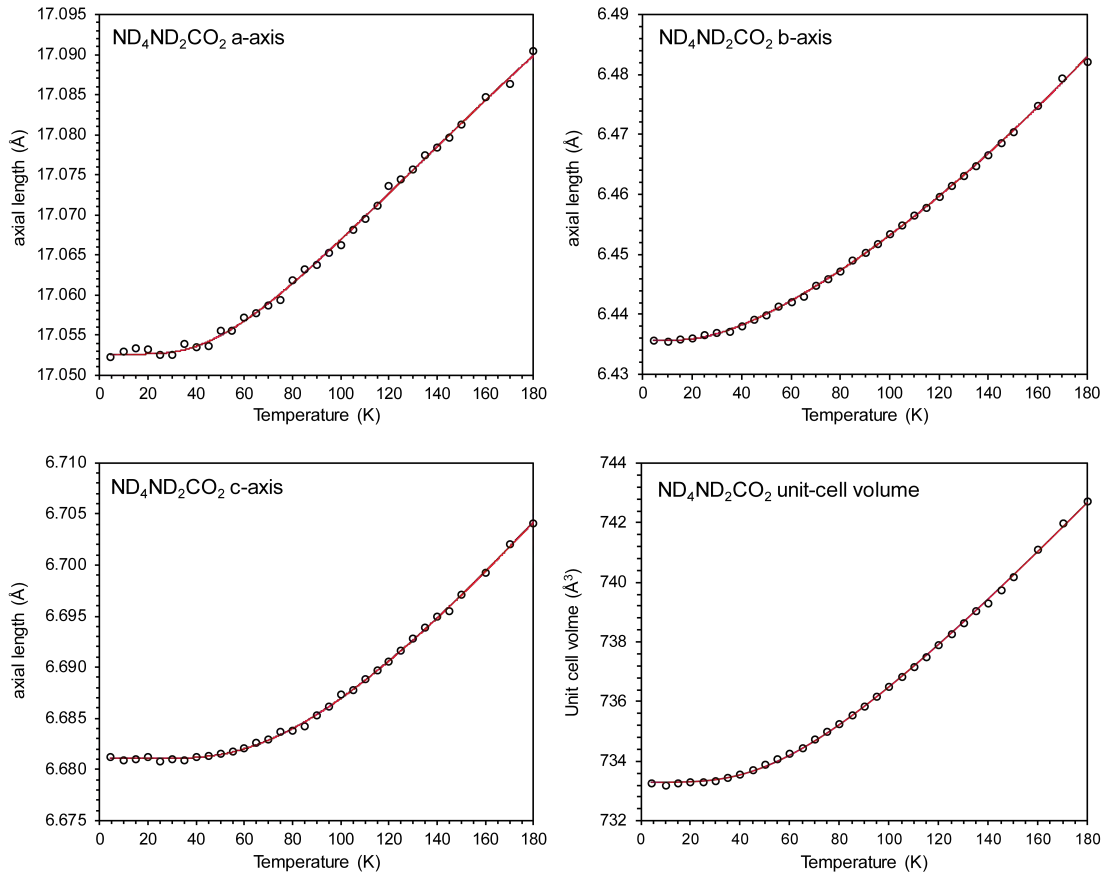 ND₄ND₂CO₂ a-axis
17.095
17.090
17.085
17.080
17.075
17.070
17.065
17.060
17.055
17.050
axial length (Å)
0 20 40 60 80 100 120 140 160 180
Temperature (K)
ND₄ND₂CO₂ b-axis
6.49
6.48
6.47
6.46
6.45
6.44
6.43
axial length (Å)
0 20 40 60 80 100 120 140 160 180
Temperature (K)
ND₄ND₂CO₂ c-axis
6.710
6.705
6.700
6.695
6.690
6.685
6.680
6.675
axial length (Å)
0 20 40 60 80 100 120 140 160 180
Temperature (K)
ND₄ND₂CO₂ unit-cell volume
744
742
740
738
736
734
732
Unit cell volme (Å³)
0 20 40 60 80 100 120 140 160 180
Temperature (K)